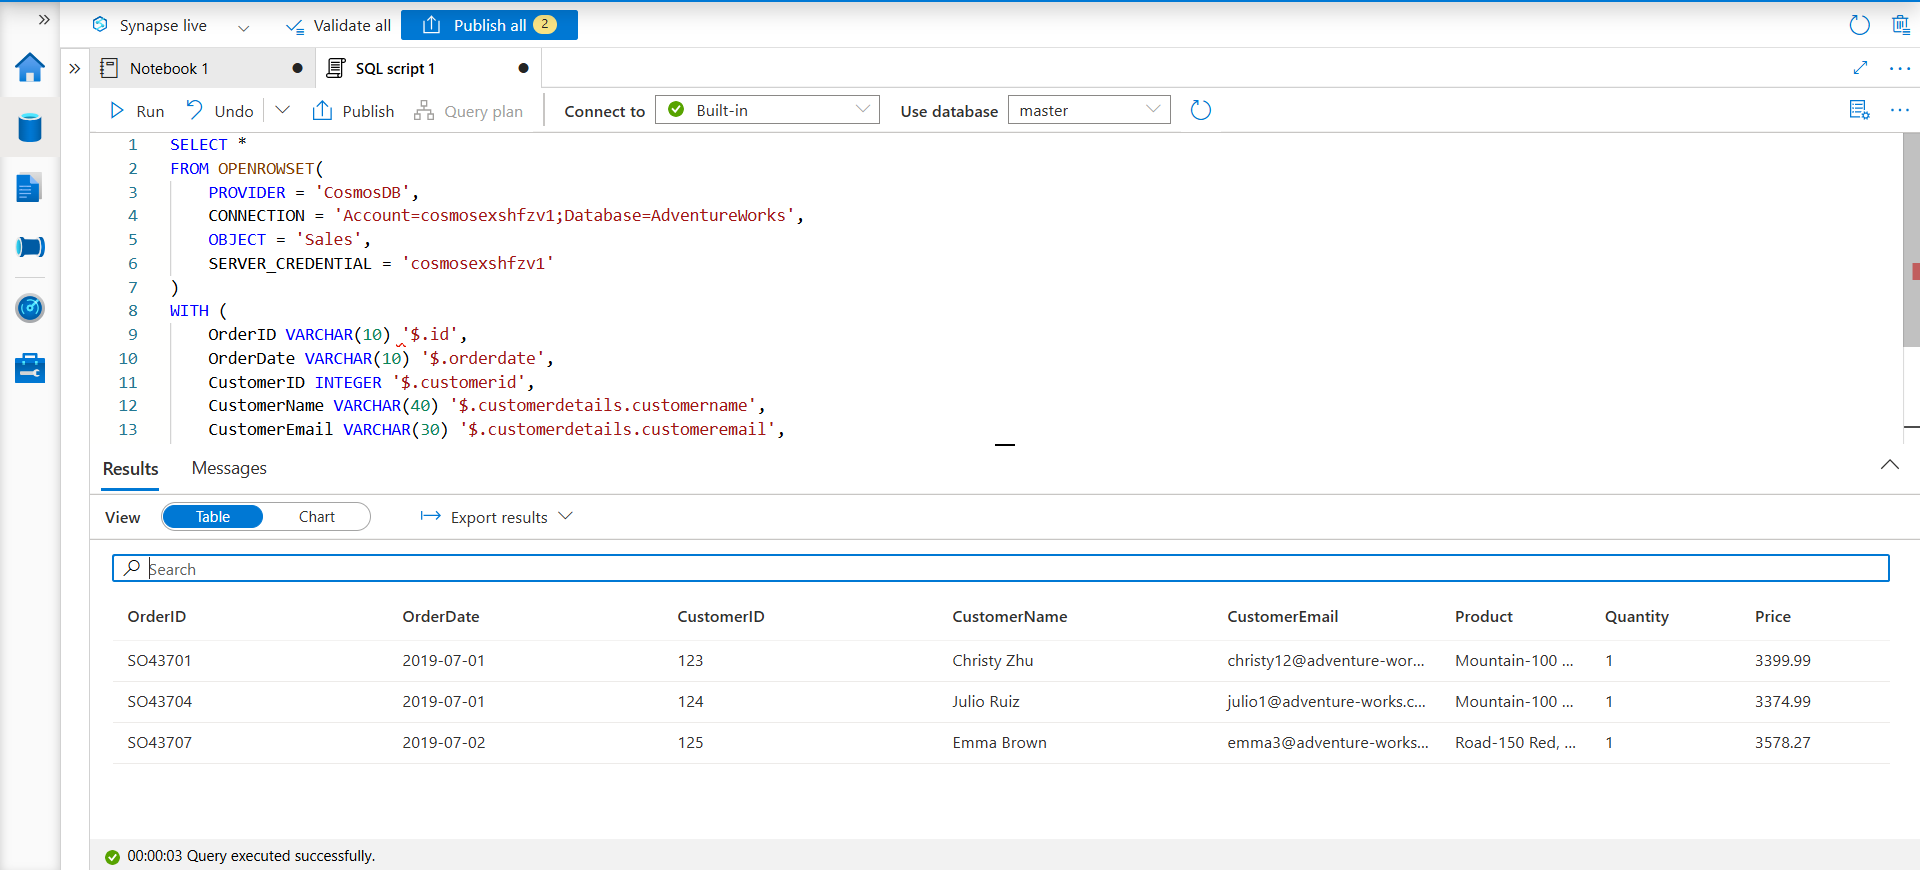 Synapse live Validate all Publish all 2
Notebook 1 SQL script 1
Run Undo Publish Query plan Connect to Built-in Use database master
1 SELECT *
2 FROM OPENROWSET(
3 PROVIDER = 'CosmosDB',
4 CONNECTION = 'Account=cosmosexshfzv1;Database=AdventureWorks',
5 OBJECT = 'Sales',
6 SERVER_CREDENTIAL = 'cosmosexshfzv1'
7 )
8 WITH (
9 OrderID VARCHAR(10) '$.id',
10 OrderDate VARCHAR(10) '$.orderdate',
11 CustomerID INTEGER '$.customerid',
12 CustomerName VARCHAR(40) '$.customerdetails.customername',
13 CustomerEmail VARCHAR(30) '$.customerdetails.customeremail',
Results Messages
View Table Chart Export results
Search
OrderID OrderDate CustomerID CustomerName CustomerEmail Product Quantity Price
SO43701 2019-07-01 123 Christy Zhu christy12@adventure-wor... Mountain-100 ... 1 3399.99
SO43704 2019-07-01 124 Julio Ruiz julio1@adventure-works.c... Mountain-100 ... 1 3374.99
SO43707 2019-07-02 125 Emma Brown emma3@adventure-works... Road-150 Red, ... 1 3578.27
00:00:03 Query executed successfully.